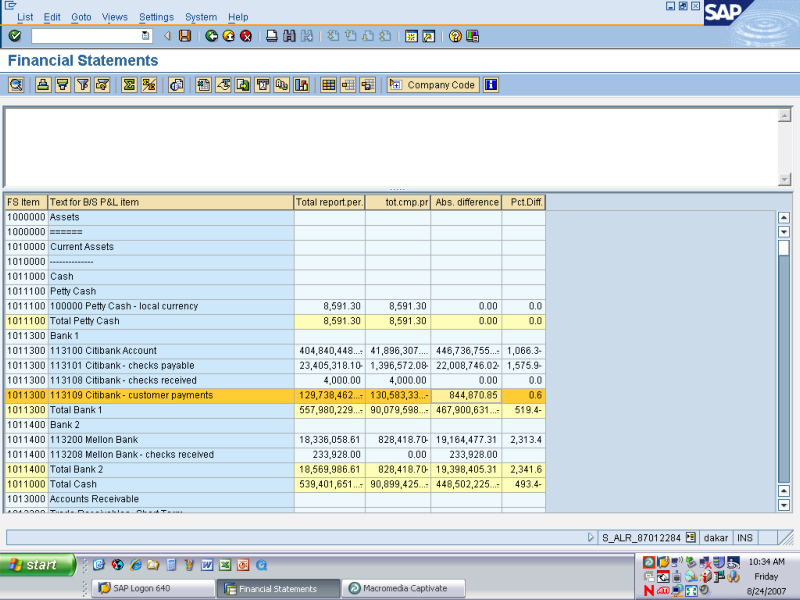 List Edit Goto Views Settings System Help
SAP
Financial Statements
Company Code
FS Item Text for B/S P&L item Total report.per. tot.cmp.pr Abs. difference Pct.Diff.
1000000 Assets
1000000 ======
1010000 Current Assets
1010000 -------------
1011000 Cash
1011100 Petty Cash
1011100 100000 Petty Cash - local currency 8,591.30 8,591.30 0.00 0.0
1011100 Total Petty Cash 8,591.30 8,591.30 0.00 0.0
1011300 Bank 1
1011300 113100 Citibank Account 404,840,448...- 41,896,307.... 446,736,755...- 1,066.3-
1011300 113101 Citibank - checks payable 23,405,318.10- 1,396,572.08- 22,008,746.02- 1,575.9-
1011300 113108 Citibank - checks received 4,000.00 4,000.00 0.00 0.0
1011300 113109 Citibank - customer payments 129,738,462...- 130,583,33...- 844,870.85 0.6
1011300 Total Bank 1 557,980,229...- 90,079,598...- 467,900,631...- 519.4-
1011400 Bank 2
1011400 113200 Mellon Bank 18,336,058.61 828,418.70- 19,164,477.31 2,313.4
1011400 113208 Mellon Bank - checks received 233,928.00 0.00 233,928.00
1011400 Total Bank 2 18,569,986.61 828,418.70- 19,398,405.31 2,341.6
1011000 Total Cash 539,401,651...- 90,899,425...- 448,502,225...- 493.4-
1013000 Accounts Receivable
S_ALR_87012284 dakar INS
start
10:34 AM
SAP Logon 640 Financial Statements Macromedia Captivate
Friday
8/24/2007